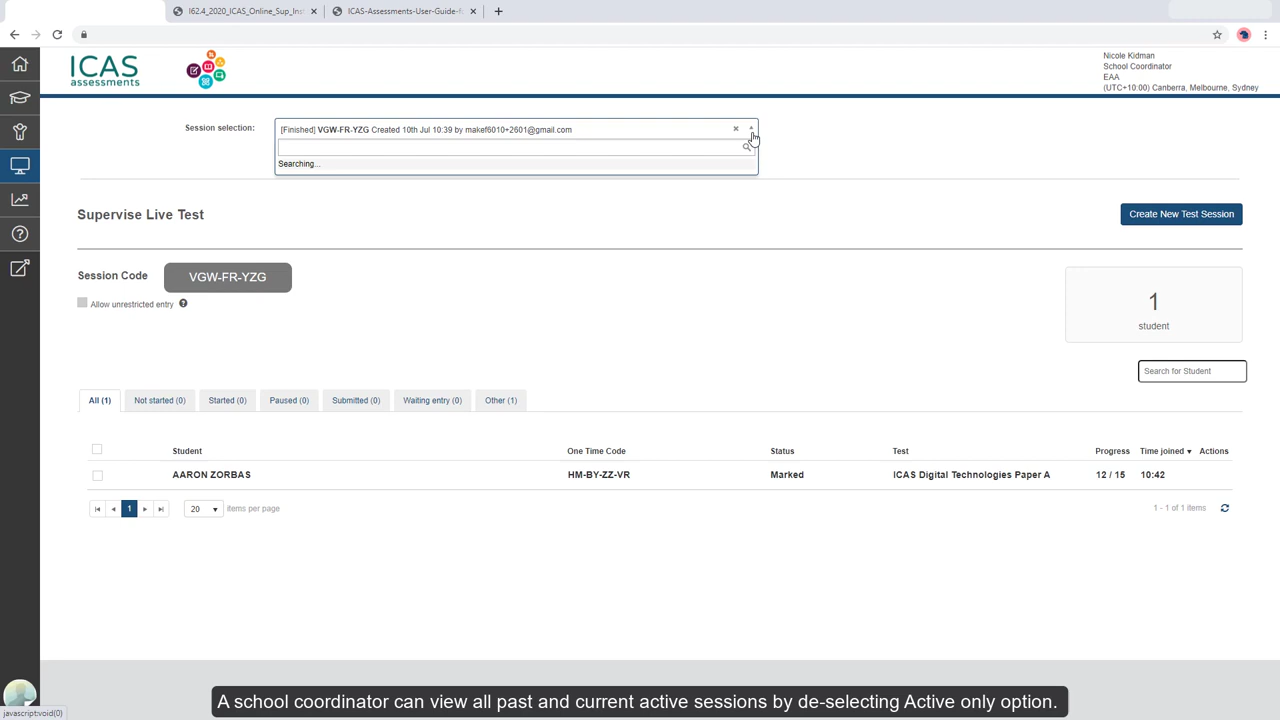 I62.4_2020_ICAS_Online_Sup_Inst
ICAS-Assessments-User-Guide-fo
ICAS
assessments
Nicole Kidman
School Coordinator
EAA
(UTC+10:00) Canberra, Melbourne, Sydney
Session selection:
[Finished] VGW-FR-YZG Created 10th Jul 10:39 by makef6010+2601@gmail.com
Searching...
Supervise Live Test
Create New Test Session
Session Code
VGW-FR-YZG
Allow unrestricted entry
1
student
Search for Student
All (1) Not started (0) Started (0) Paused (0) Submitted (0) Waiting entry (0) Other (1)
Student One Time Code Status Test Progress Time joined Actions
AARON ZORBAS HM-BY-ZZ-VR Marked ICAS Digital Technologies Paper A 12 / 15 10:42
1 20 items per page 1 - 1 of 1 items
A school coordinator can view all past and current active sessions by de-selecting Active only option.
javascript:void(0)